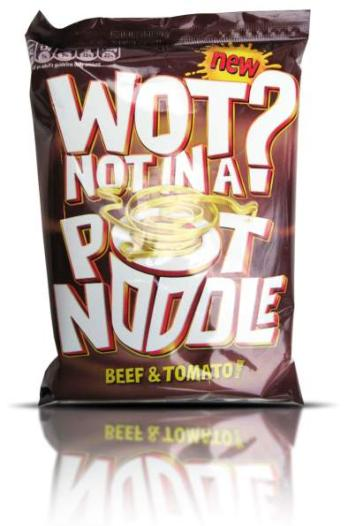 new
WOT?
NOT IN A
POT
NOODLE
BEEF & TOMATO!